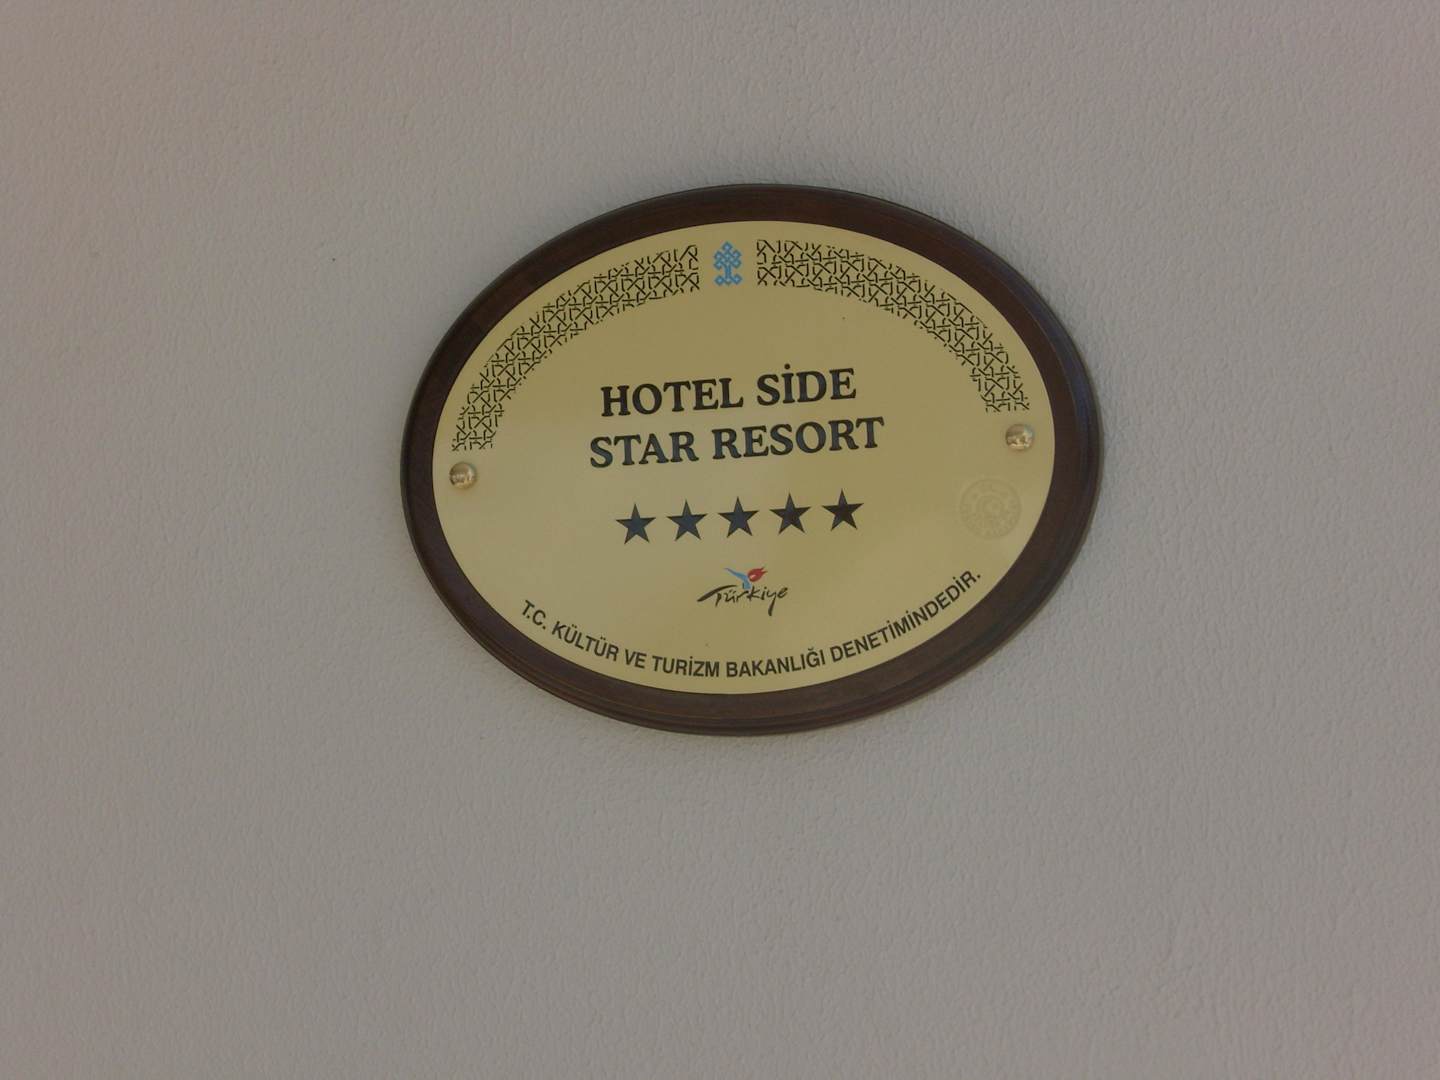 HOTEL SİDE
STAR RESORT
Türkiye
T.C. KÜLTÜR VE TURİZM BAKANLIĞI DENETİMİNDEDİR.